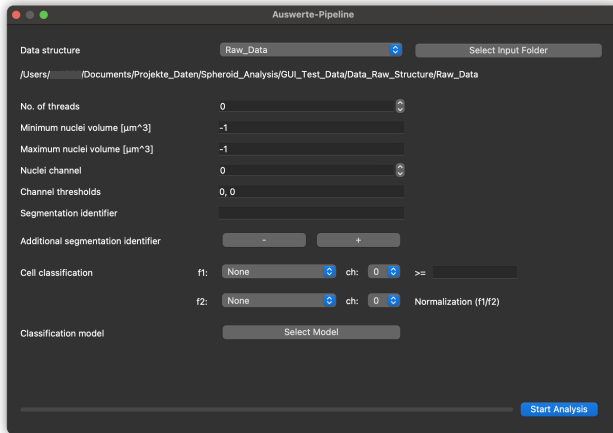 Auswerte-Pipeline
Data structure Raw_Data Select Input Folder
/Users/ /Documents/Projekte_Daten/Spheroid_Analysis/GUI_Test_Data/Data_Raw_Structure/Raw_Data
No. of threads 0
Minimum nuclei volume [µm^3] -1
Maximum nuclei volume [µm^3] -1
Nuclei channel 0
Channel thresholds 0, 0
Segmentation identifier
Additional segmentation identifier - +
Cell classification f1: None ch: 0 >=
f2: None ch: 0 Normalization (f1/f2)
Classification model Select Model
Start Analysis